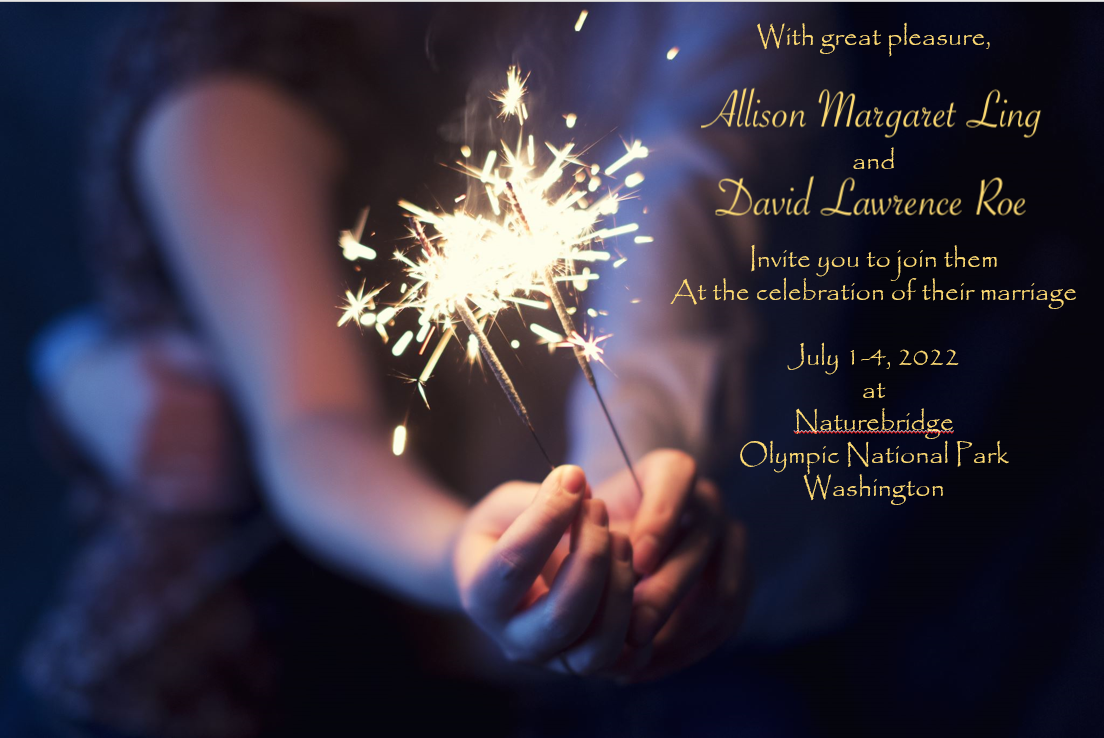 With great pleasure,
Allison Margaret Ling
and
David Lawrence Roe
Invite you to join them
At the celebration of their marriage
July 1-4, 2022
at
Naturebridge
Olympic National Park
Washington